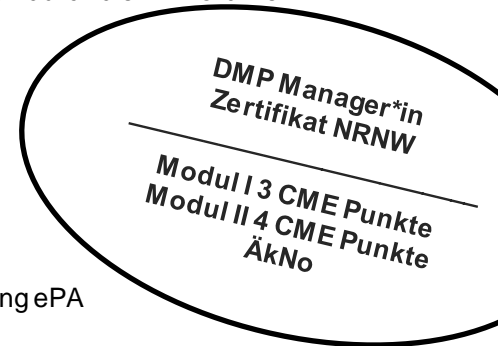 DMP Manager*in
Zertifikat NRNW
Modul I 3 CME Punkte
Modul II 4 CME Punkte
ÄkNo
ng ePA